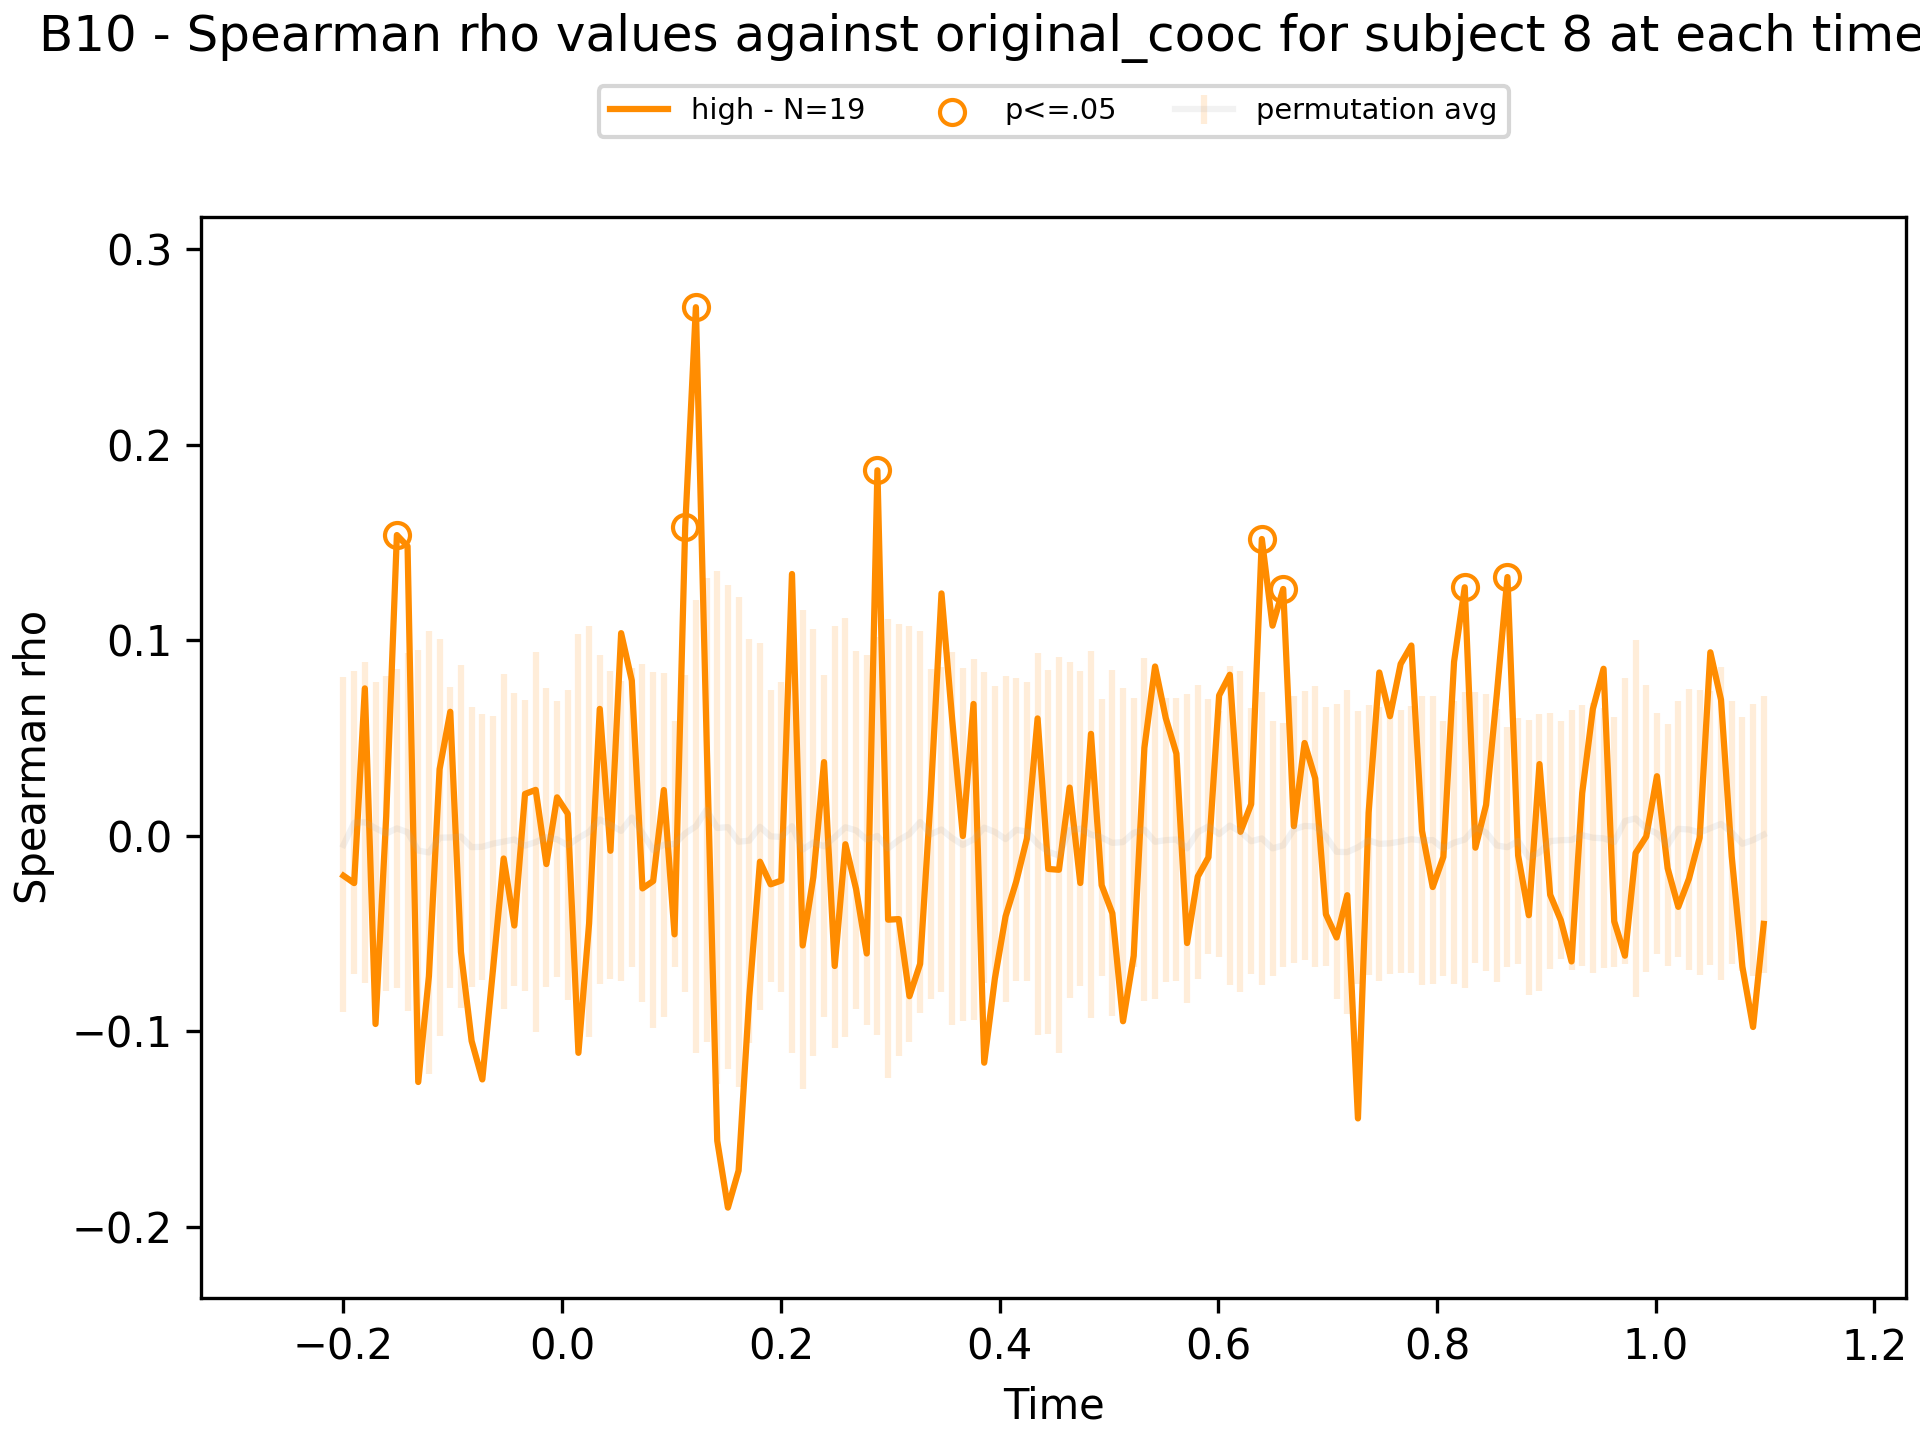 B10 - Spearman rho values against original_cooc for subject 8 at each time
high - N=19 p<=.05 permutation avg
0.3
0.2
0.1
0.0
−0.1
−0.2
Spearman rho
−0.2 0.0 0.2 0.4 0.6 0.8 1.0 1.2
Time